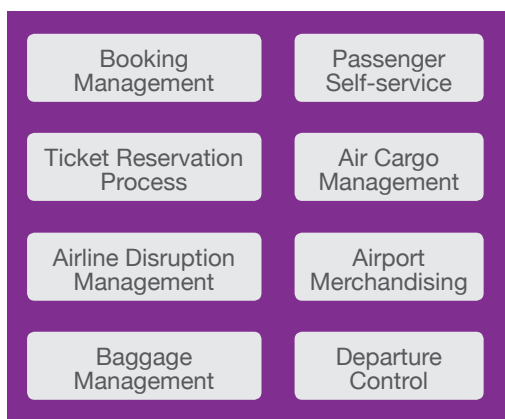 Booking
Management
Passenger
Self-service
Ticket Reservation
Process
Air Cargo
Management
Airline Disruption
Management
Airport
Merchandising
Baggage
Management
Departure
Control